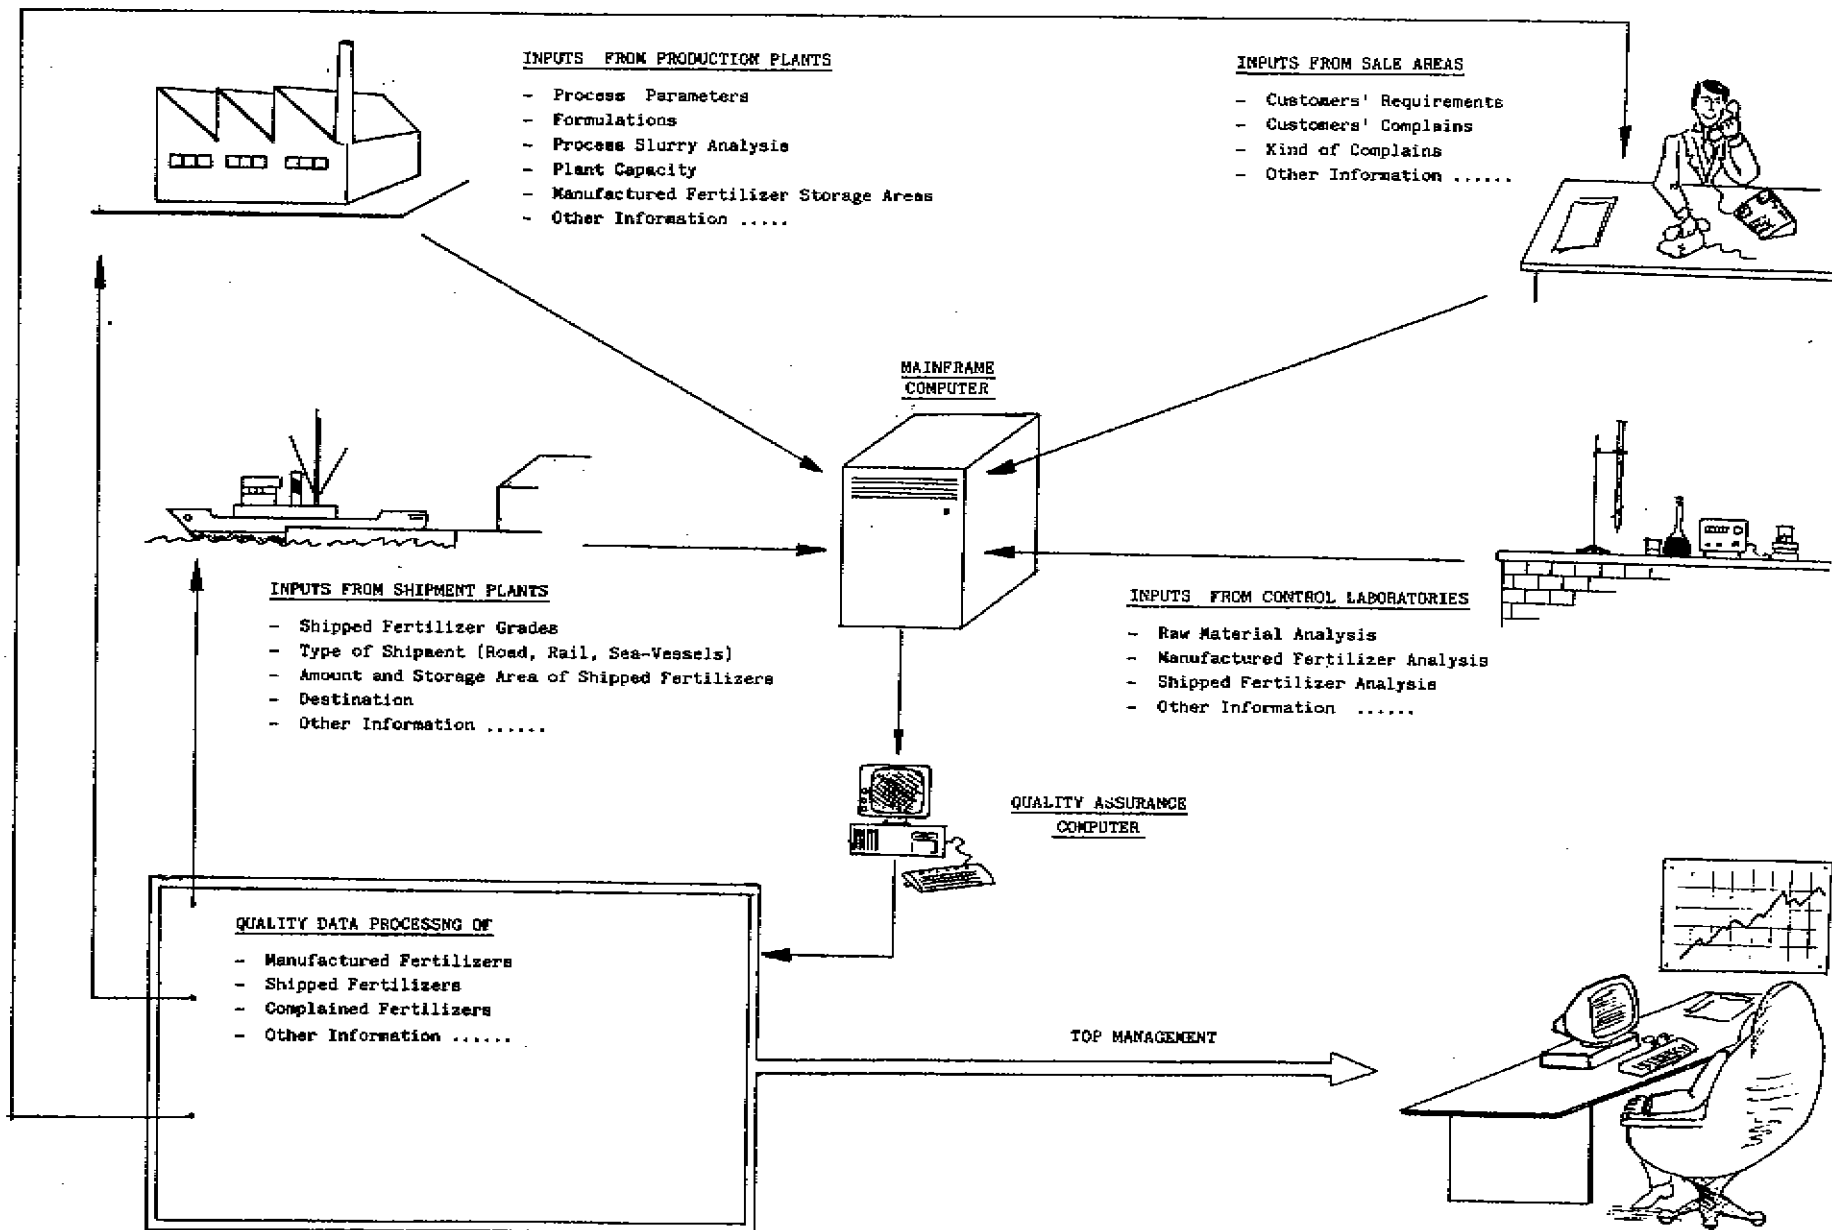 INPUTS FROM PRODUCTION PLANTS
- Process Parameters
- Formulations
- Process Slurry Analysis
- Plant Capacity
- Manufactured Fertilizer Storage Areas
- Other Information .....
INPUTS FROM SALE AREAS
- Customers' Requirements
- Customers' Complains
- Kind of Complains
- Other Information ......
MAINFRAME
COMPUTER
INPUTS FROM SHIPMENT PLANTS
- Shipped Fertilizer Grades
- Type of Shipment (Road, Rail, Sea-Vessels)
- Amount and Storage Area of Shipped Fertilizers
- Destination
- Other Information ......
INPUTS FROM CONTROL LABORATORIES
- Raw Material Analysis
- Manufactured Fertilizer Analysis
- Shipped Fertilizer Analysis
- Other Information ......
QUALITY ASSURANCE
COMPUTER
QUALITY DATA PROCESSNG OF
- Manufactured Fertilizers
- Shipped Fertilizers
- Complained Fertilizers
- Other Information ......
TOP MANAGEMENT